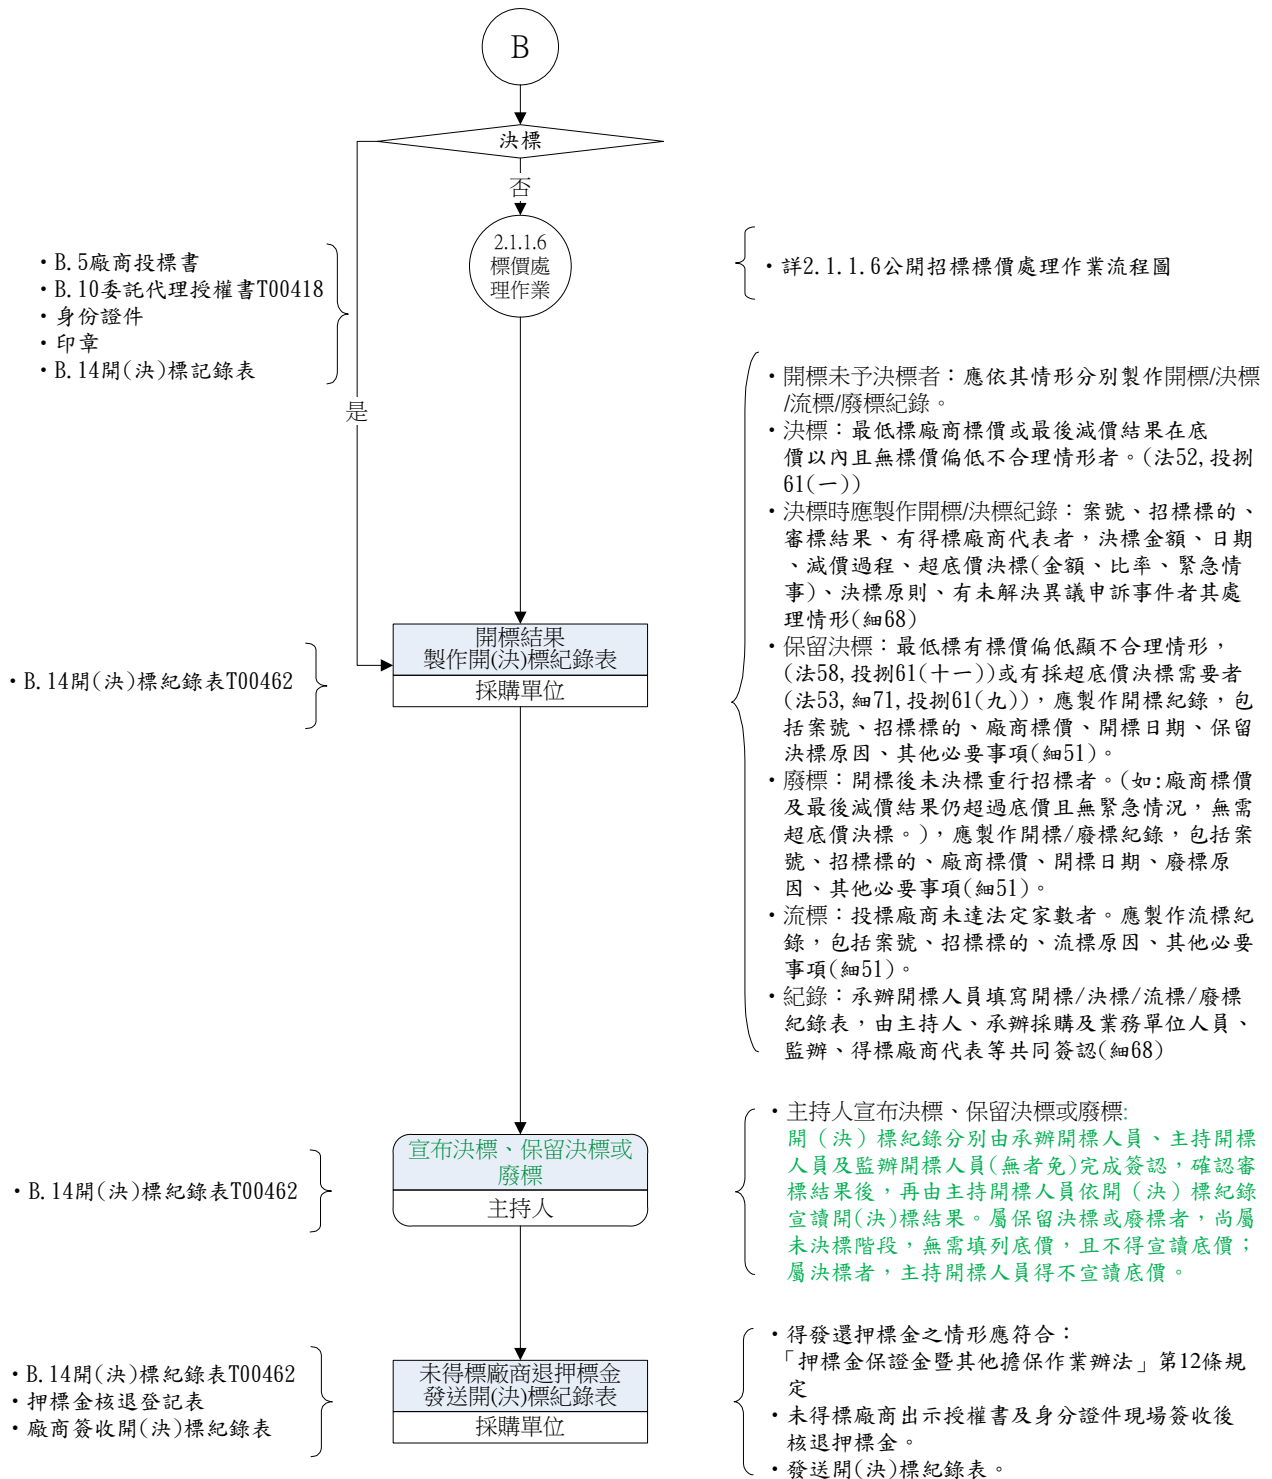 B
決標
否
2.1.1.6
標價處
理作業
・B.5廠商投標書
・B.10委託代理授權書T00418
・身份證件
・印章
・B.14開(決)標記錄表
・詳2.1.1.6公開招標標價處理作業流程圖
是
・開標未予決標者：應依其情形分別製作開標/決標
/流標/廢標紀錄。
・決標：最低標廠商標價或最後減價結果在底
價以內且無標價偏低不合理情形者。(法52,投捌
61(一))
・決標時應製作開標/決標紀錄：案號、招標標的、
審標結果、有得標廠商代表者，決標金額、日期
、減價過程、超底價決標(金額、比率、緊急情
事)、決標原則、有未解決異議申訴事件者其處
理情形(細68)
・保留決標：最低標有標價偏低顯不合理情形，
(法58,投捌61(十一))或有採超底價決標需要者
(法53,細71,投捌61(九))，應製作開標紀錄，包
括案號、招標標的、廠商標價、開標日期、保留
決標原因、其他必要事項(細51)。
・廢標：開標後未決標重行招標者。(如:廠商標價
及最後減價結果仍超過底價且無緊急情況，無需
超底價決標。)，應製作開標/廢標紀錄，包括案
號、招標標的、廠商標價、開標日期、廢標原
因、其他必要事項(細51)。
・流標：投標廠商未達法定家數者。應製作流標紀
錄，包括案號、招標標的、流標原因、其他必要
事項(細51)。
・紀錄：承辦開標人員填寫開標/決標/流標/廢標
紀錄表，由主持人、承辦採購及業務單位人員、
監辦、得標廠商代表等共同簽認(細68)
開標結果
製作開(決)標紀錄表
採購單位
・B.14開(決)標紀錄表T00462
宣布決標、保留決標或
廢標
主持人
・B.14開(決)標紀錄表T00462
・主持人宣布決標、保留決標或廢標:
開（決）標紀錄分別由承辦開標人員、主持開標
人員及監辦開標人員(無者免)完成簽認，確認審
標結果後，再由主持開標人員依開（決）標紀錄
宣讀開(決)標結果。屬保留決標或廢標者，尚屬
未決標階段，無需填列底價，且不得宣讀底價；
屬決標者，主持開標人員得不宣讀底價。
未得標廠商退押標金
發送開(決)標紀錄表
採購單位
・B.14開(決)標紀錄表T00462
・押標金核退登記表
・廠商簽收開(決)標紀錄表
・得發還押標金之情形應符合：
「押標金保證金暨其他擔保作業辦法」第12條規
定
・未得標廠商出示授權書及身分證件現場簽收後
核退押標金。
・發送開(決)標紀錄表。